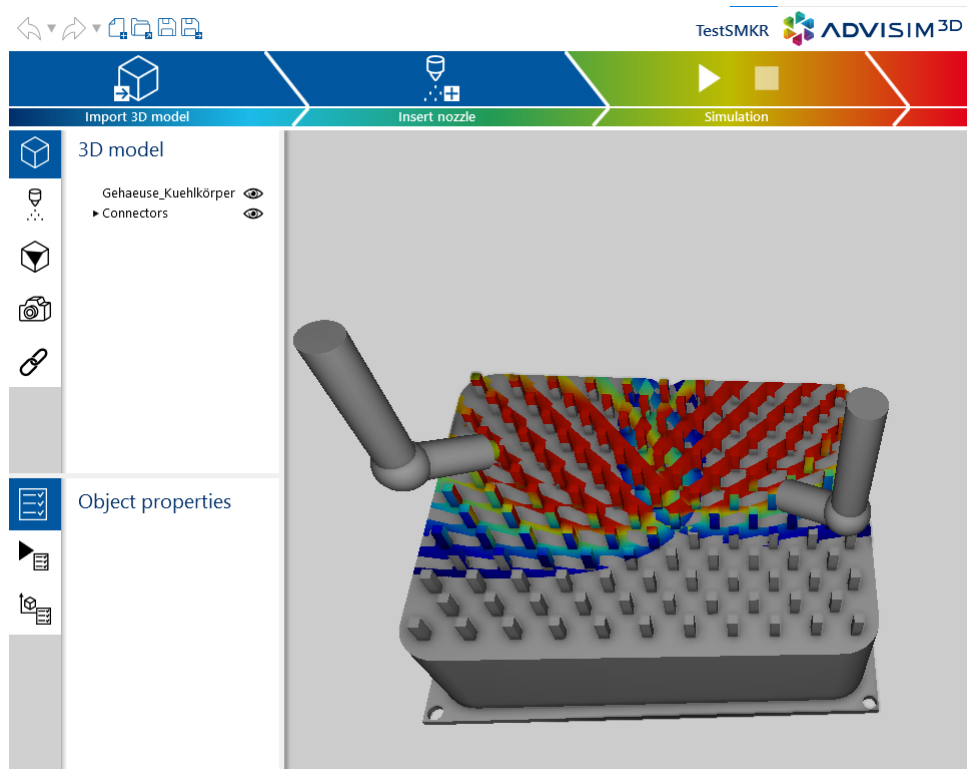 TestSMKR ADVISIM3D
Import 3D model
Insert nozzle
Simulation
3D model
Gehaeuse_Kuehlkörper
Connectors
Object properties